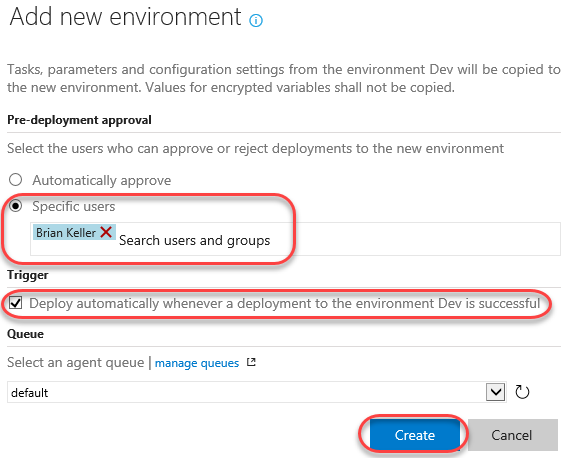 Add new environment
Tasks, parameters and configuration settings from the environment Dev will be copied to
the new environment. Values for encrypted variables shall not be copied.
Pre-deployment approval
Select the users who can approve or reject deployments to the new environment
Automatically approve
Specific users
Brian Keller Search users and groups
Trigger
Deploy automatically whenever a deployment to the environment Dev is successful
Queue
Select an agent queue | manage queues
default
Create Cancel